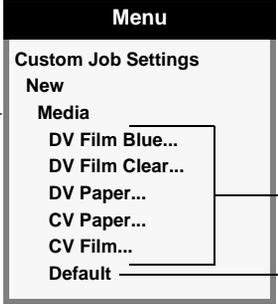 Menu
Custom Job Settings
New
Media
DV Film Blue...
DV Film Clear...
DV Paper...
CV Paper...
CV Film...
Default